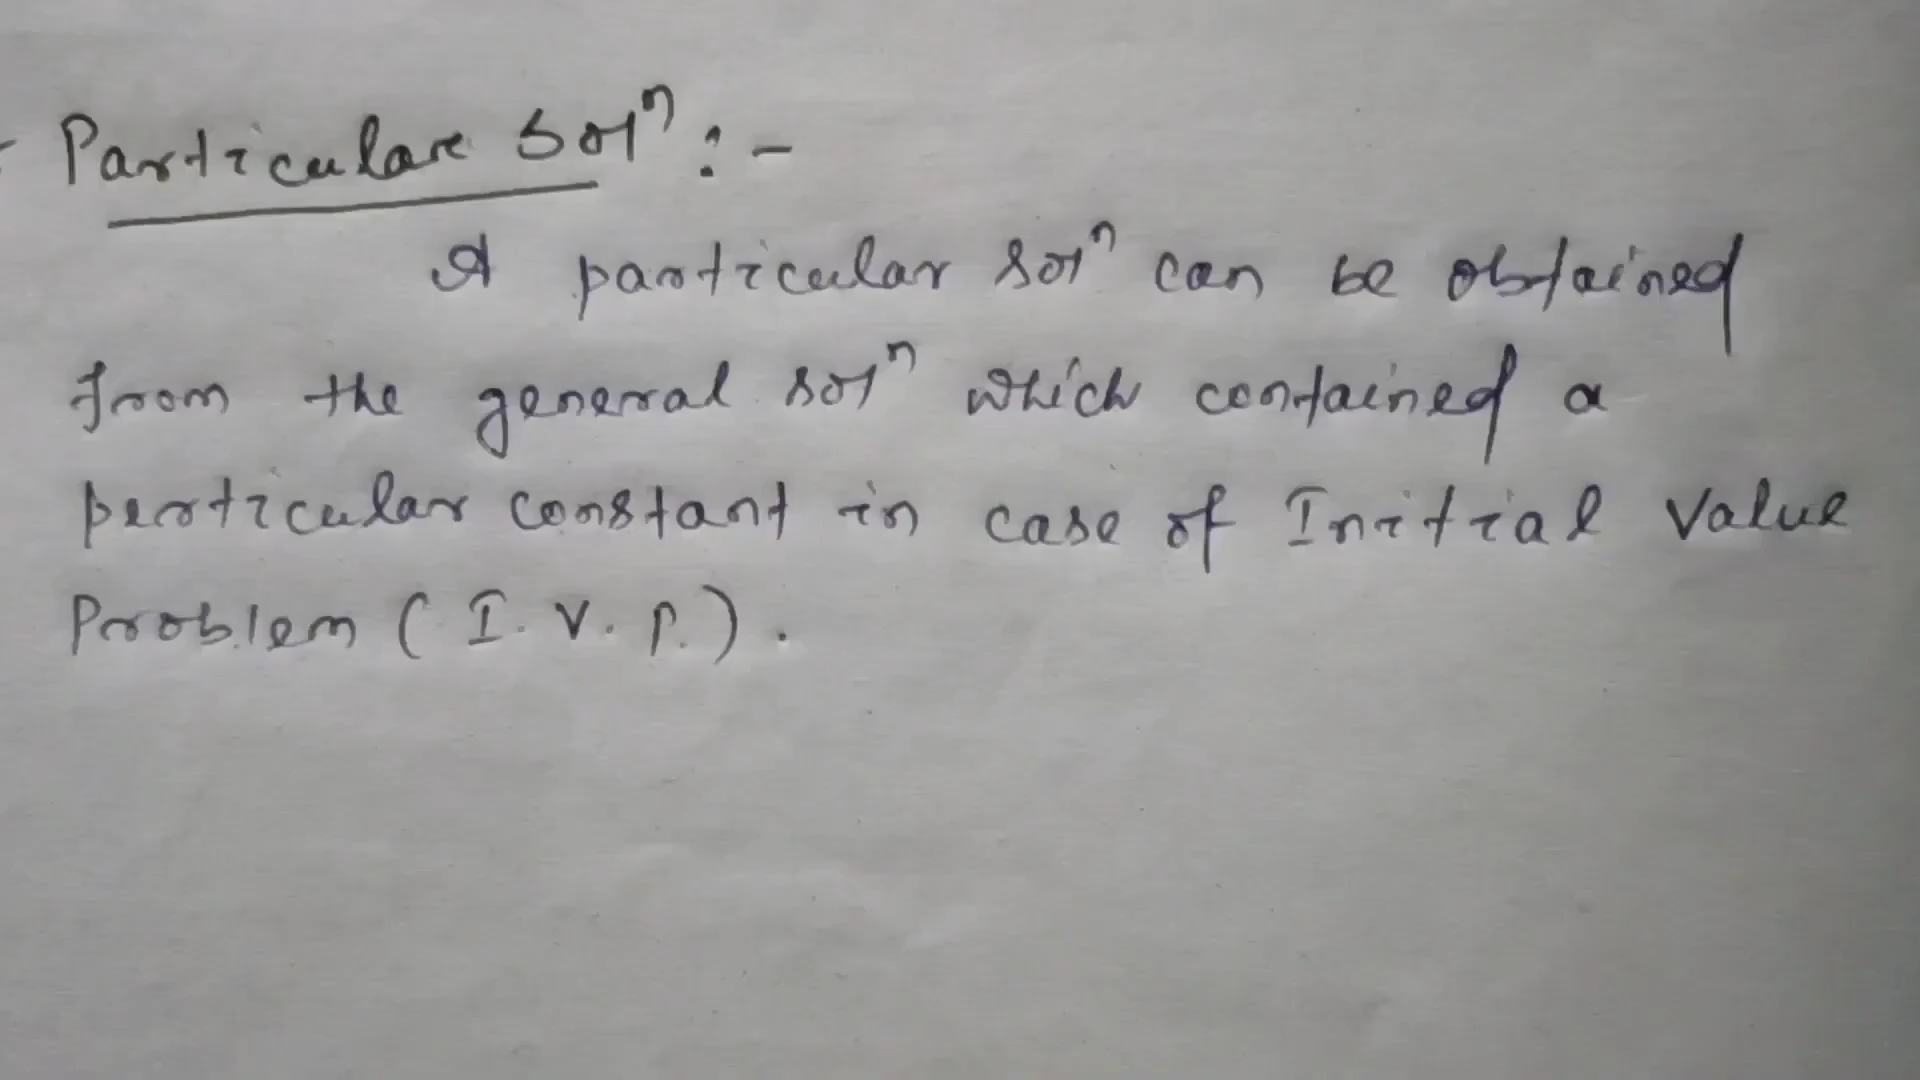 Particular Solⁿ :-
A particular Solⁿ can be obtained
from the general solⁿ which contained a
particular constant in case of Initial Value
Problem ( I. V. P. ) .